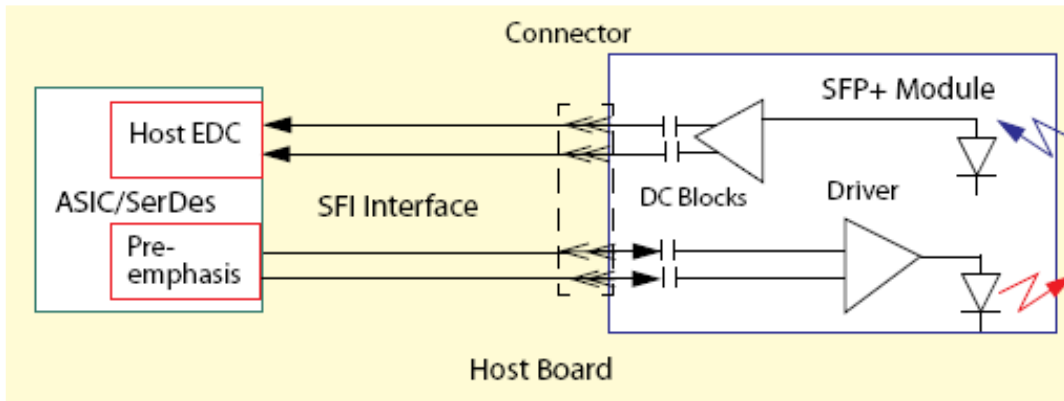 Connector
SFP+ Module
Host EDC
ASIC/SerDes
SFI Interface
DC Blocks
Driver
Pre-
emphasis
Host Board